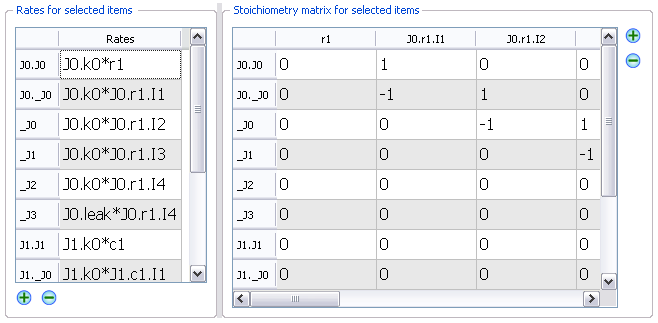 Rates for selected items
Rates
J0.J0 J0.k0*r1
J0._J0 J0.k0*J0.r1.I1
_J0 J0.k0*J0.r1.I2
_J1 J0.k0*J0.r1.I3
_J2 J0.k0*J0.r1.I4
_J3 J0.leak*J0.r1.I4
J1.J1 J1.k0*c1
J1._J0 J1.k0*J1.c1.I1
Stoichiometry matrix for selected items
r1 J0.r1.I1 J0.r1.I2
J0.J0 0 1 0 0
J0._J0 0 -1 1 0
_J0 0 0 -1 1
_J1 0 0 0 -1
_J2 0 0 0 0
_J3 0 0 0 0
J1.J1 0 0 0 0
J1._J0 0 0 0 0